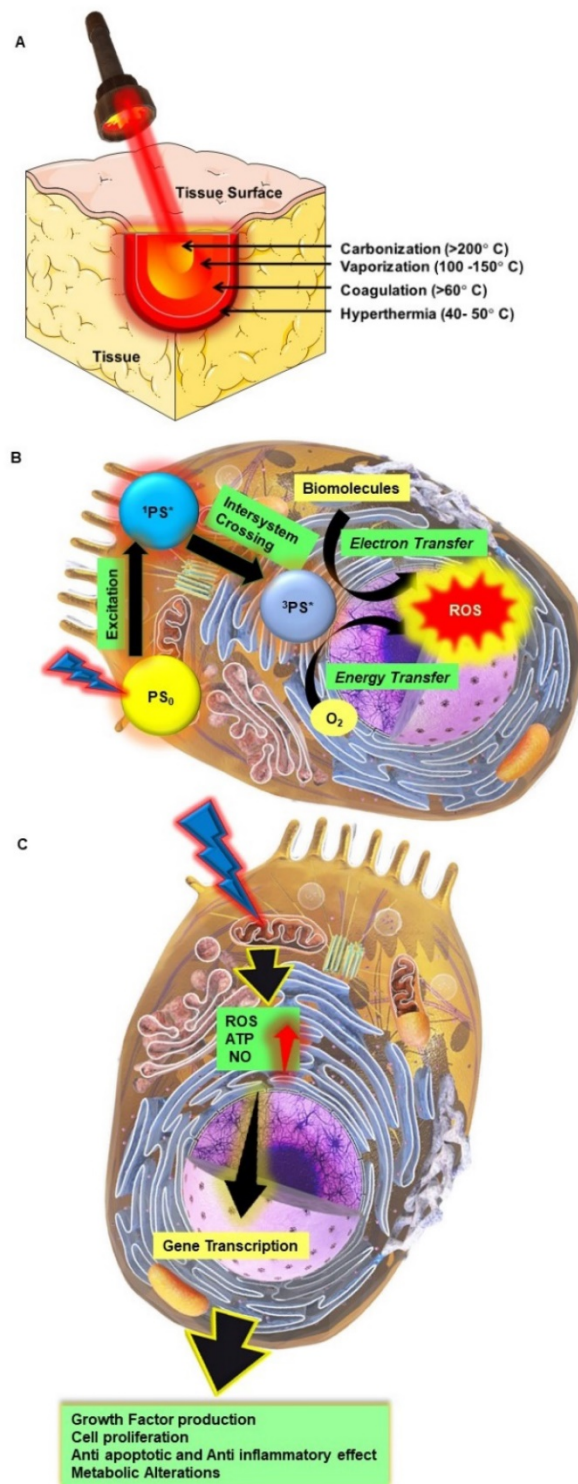 A
Tissue Surface
Carbonization (>200° C)
Vaporization (100 -150°C)
Coagulation (>60° C)
Hyperthermia (40- 50° C)
Tissue
B
¹PS*
Intersystem
Crossing
Biomolecules
Electron Transfer
Excitation
³PS*
ROS
Energy Transfer
PS₀
O₂
C
ROS
ATP
NO
Gene Transcription
Growth Factor production
Cell proliferation
Anti apoptotic and Anti inflammatory effect
Metabolic Alterations